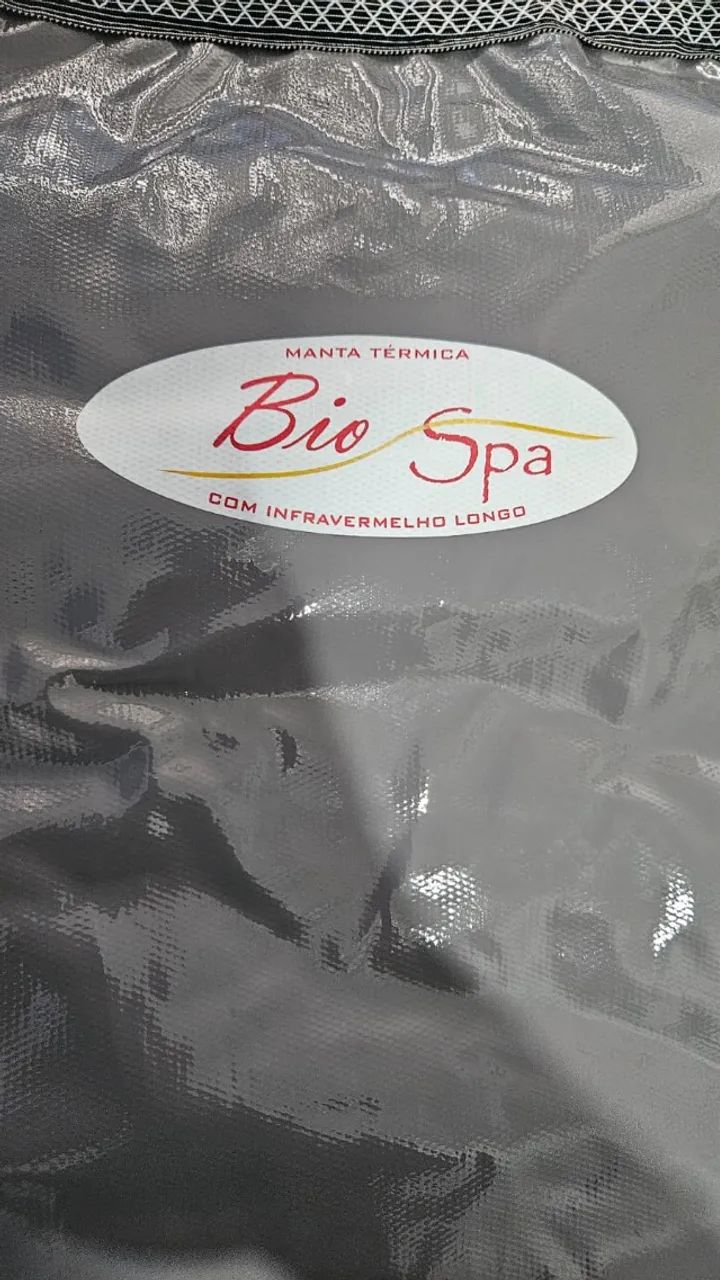 MANTA TÉRMICA
Bio Spa
COM INFRAVERMELHO LONGO